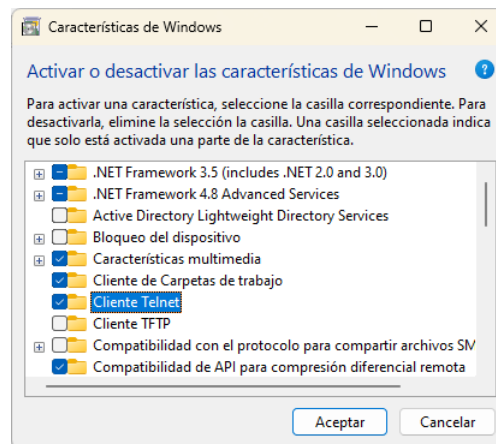 Características de Windows
Activar o desactivar las características de Windows
Para activar una característica, seleccione la casilla correspondiente. Para
desactivarla, elimine la selección la casilla. Una casilla seleccionada indica
que solo está activada una parte de la característica.
.NET Framework 3.5 (includes .NET 2.0 and 3.0)
.NET Framework 4.8 Advanced Services
Active Directory Lightweight Directory Services
Bloqueo del dispositivo
Características multimedia
Cliente de Carpetas de trabajo
Cliente Telnet
Cliente TFTP
Compatibilidad con el protocolo para compartir archivos SM
Compatibilidad de API para compresión diferencial remota
Aceptar
Cancelar